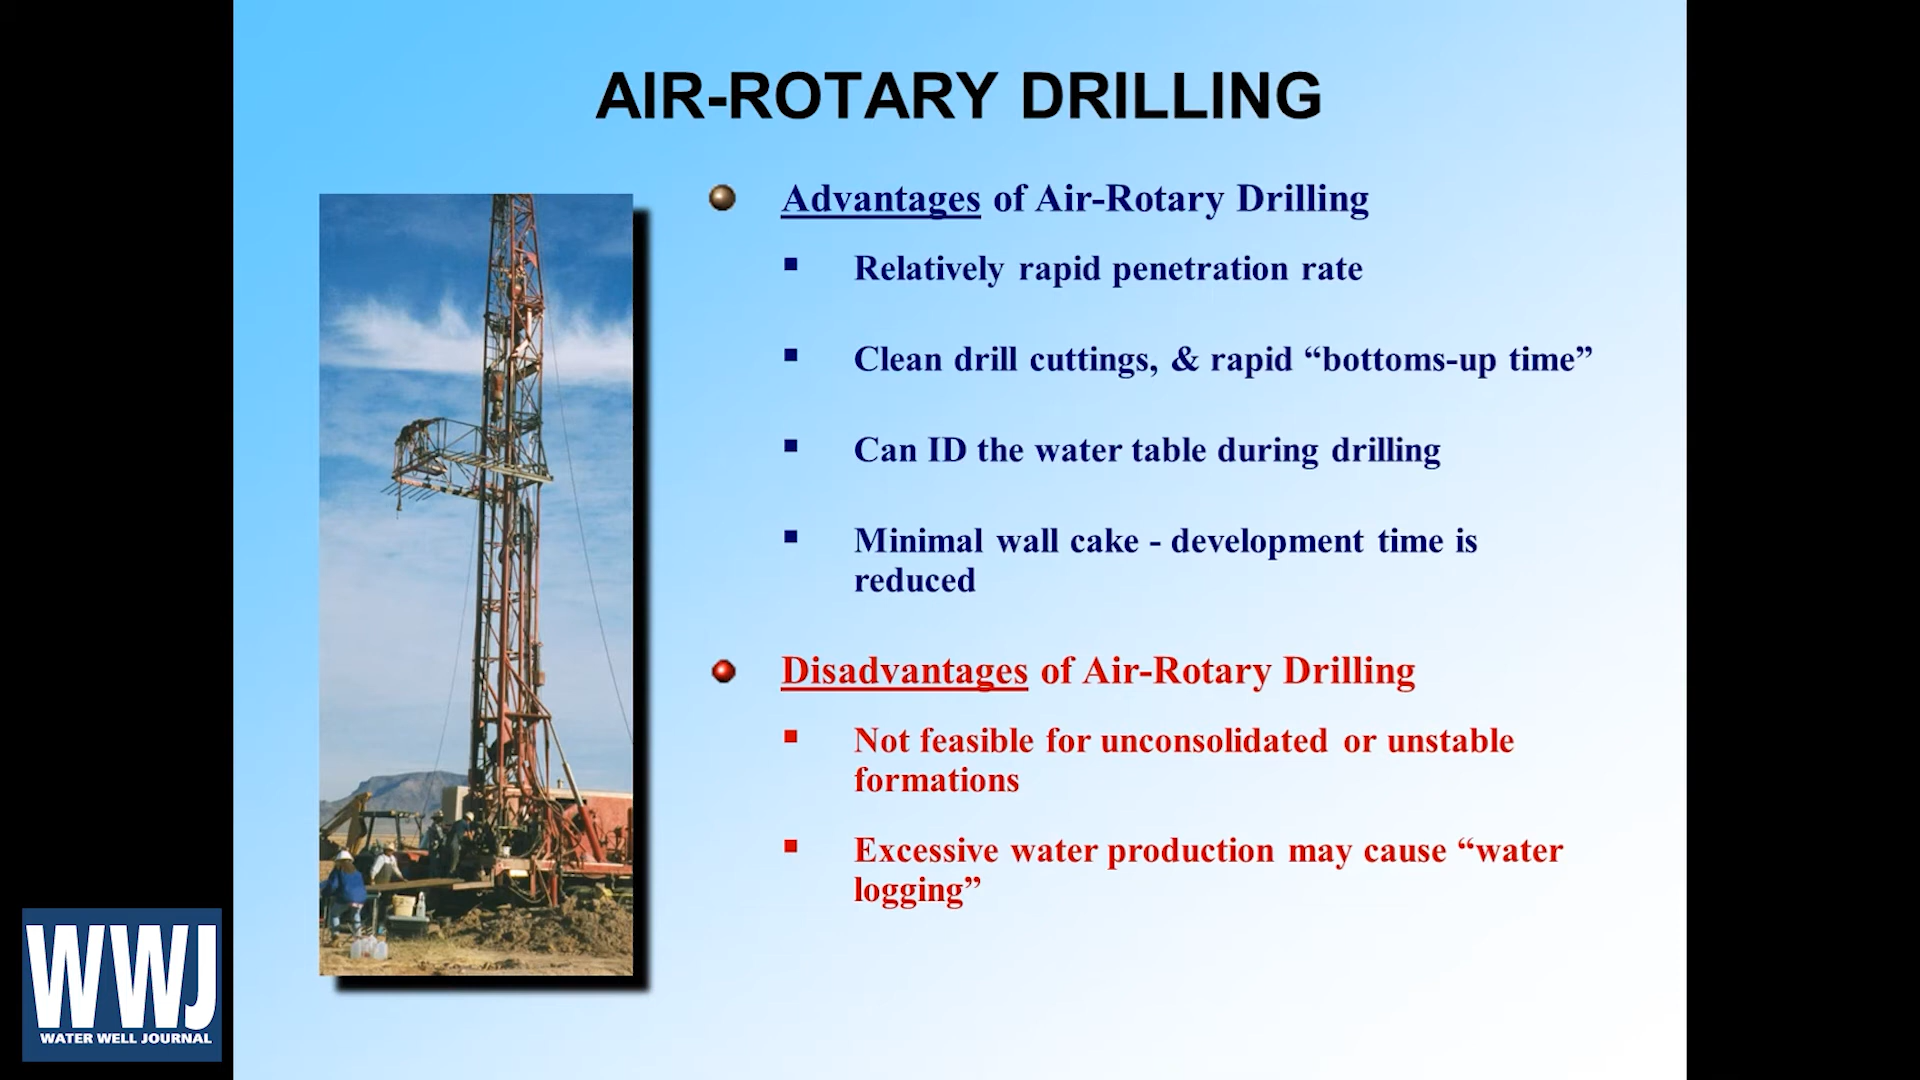 AIR-ROTARY DRILLING
Advantages of Air-Rotary Drilling
Relatively rapid penetration rate
Clean drill cuttings, & rapid “bottoms-up time”
Can ID the water table during drilling
Minimal wall cake - development time is
reduced
Disadvantages of Air-Rotary Drilling
Not feasible for unconsolidated or unstable
formations
Excessive water production may cause “water
logging”
WWJ
WATER WELL JOURNAL